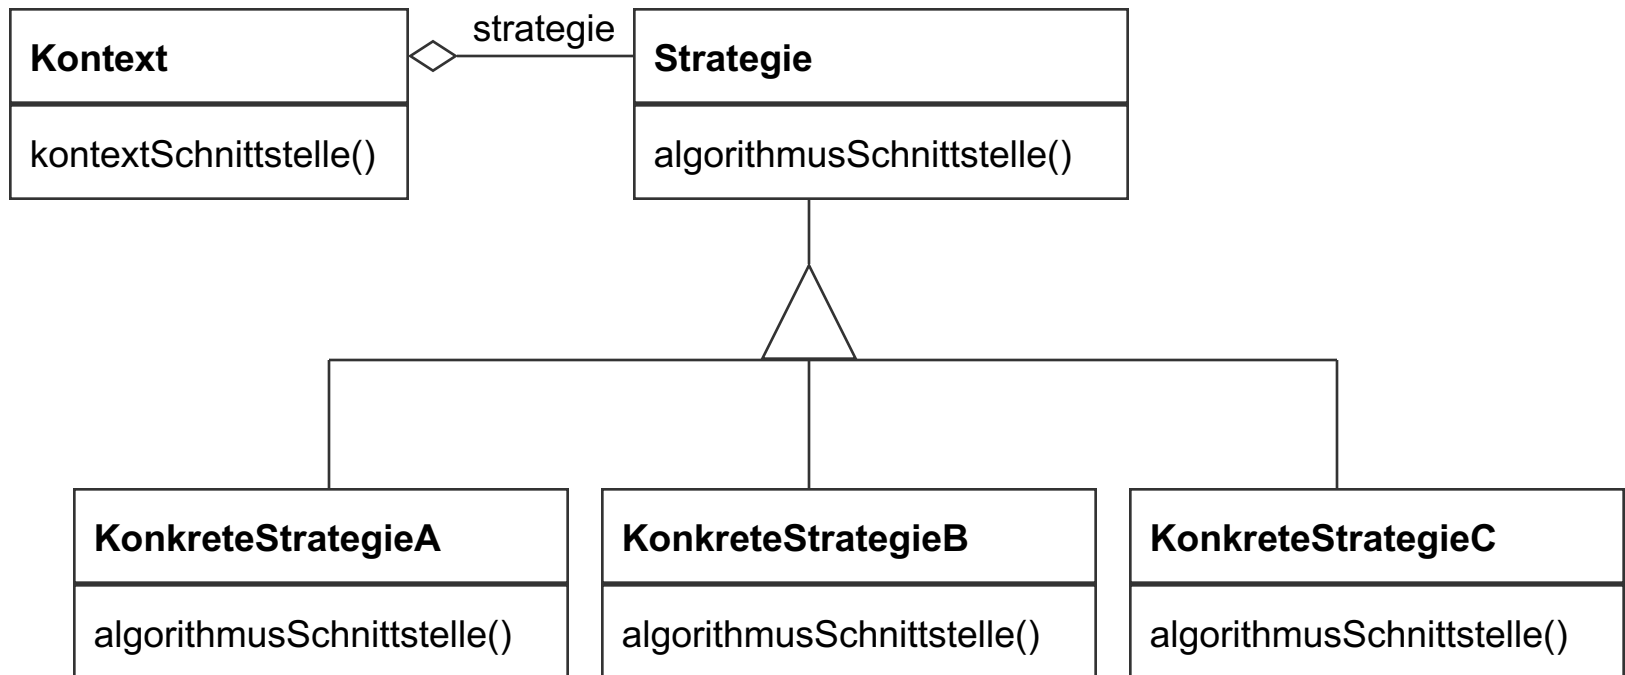 strategie
Kontext
Strategie
kontextSchnittstelle()
algorithmusSchnittstelle()
KonkreteStrategieA
KonkreteStrategieB
KonkreteStrategieC
algorithmusSchnittstelle()
algorithmusSchnittstelle()
algorithmusSchnittstelle()